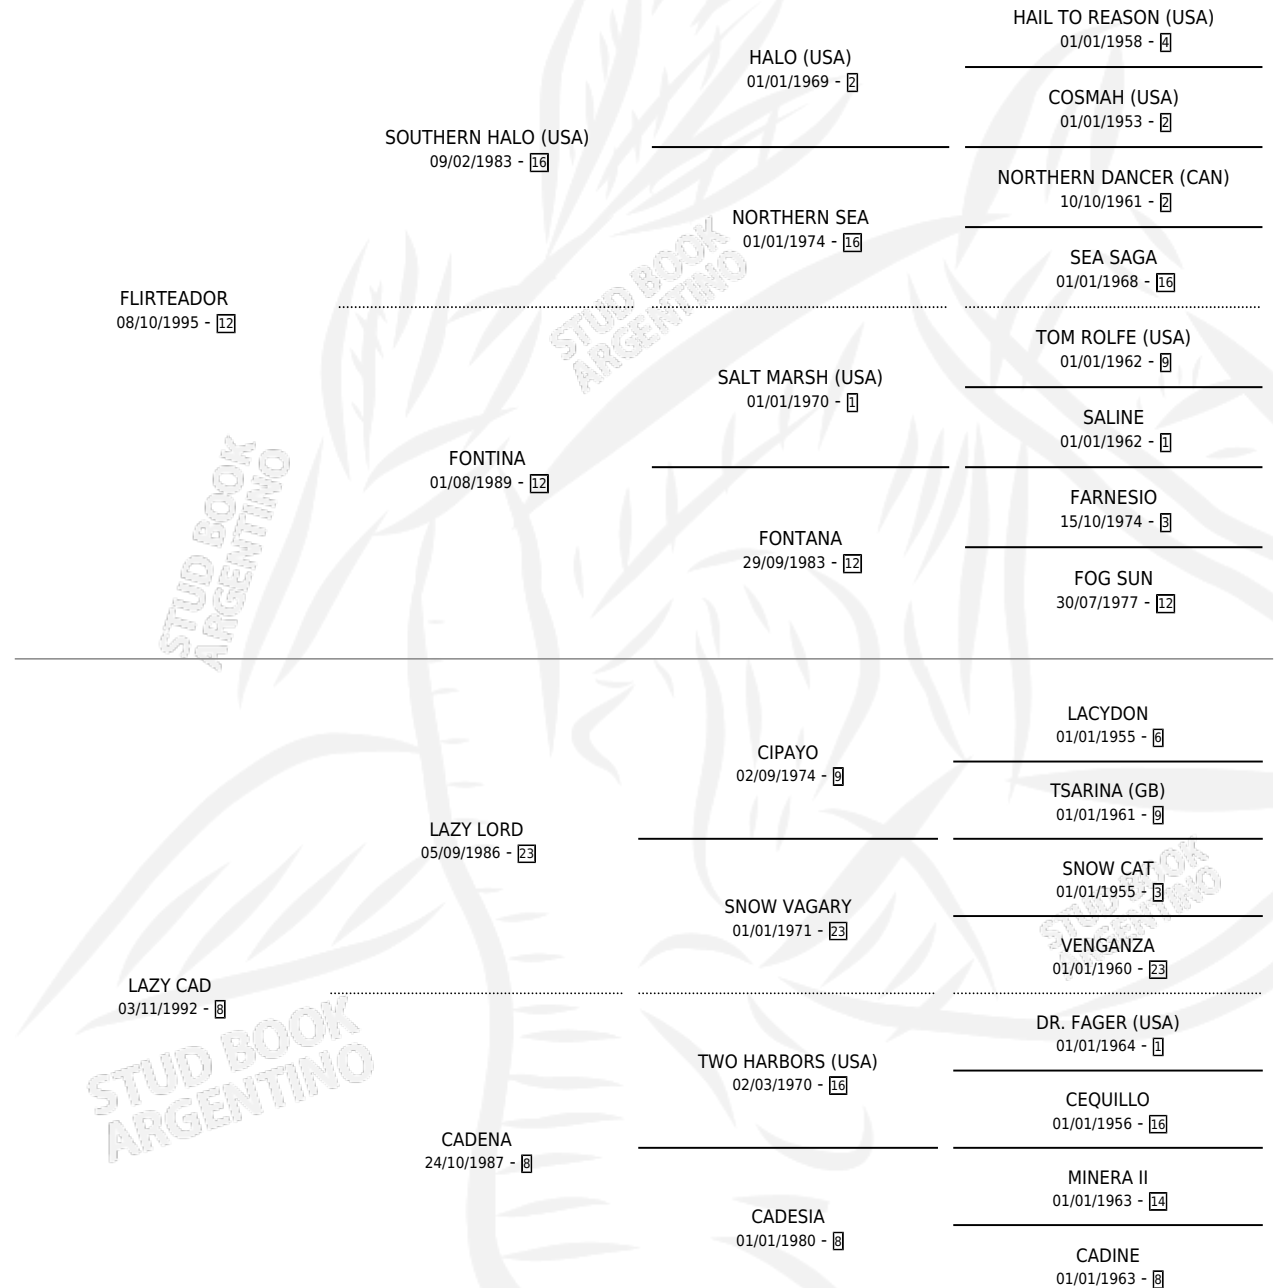 HAIL TO REASON (USA)
01/01/1958 - 4
HALO (USA)
01/01/1969 - 2
COSMAH (USA)
01/01/1953 - 2
SOUTHERN HALO (USA)
09/02/1983 - 16
NORTHERN DANCER (CAN)
10/10/1961 - 2
NORTHERN SEA
01/01/1974 - 16
SEA SAGA
01/01/1968 - 16
FLIRTEADOR
08/10/1995 - 12
TOM ROLFE (USA)
01/01/1962 - 9
SALT MARSH (USA)
01/01/1970 - 1
SALINE
01/01/1962 - 1
FONTINA
01/08/1989 - 12
FARNESIO
15/10/1974 - 3
FONTANA
29/09/1983 - 12
FOG SUN
30/07/1977 - 12
LACYDON
01/01/1955 - 6
CIPAYO
02/09/1974 - 9
TSARINA (GB)
01/01/1961 - 9
LAZY LORD
05/09/1986 - 23
SNOW CAT
01/01/1955 - 3
SNOW VAGARY
01/01/1971 - 23
VENGANZA
01/01/1960 - 23
LAZY CAD
03/11/1992 - 8
DR. FAGER (USA)
01/01/1964 - 1
TWO HARBORS (USA)
02/03/1970 - 16
CEQUILLO
01/01/1956 - 16
CADENA
24/10/1987 - 8
MINERA II
01/01/1963 - 14
CADESIA
01/01/1980 - 8
CADINE
01/01/1963 - 8
STUD BOOK
ARGENTINO
STUD BOOK
ARGENTINO
STUD BOOK
ARGENTINO
STUD BOOK
ARGENTINO